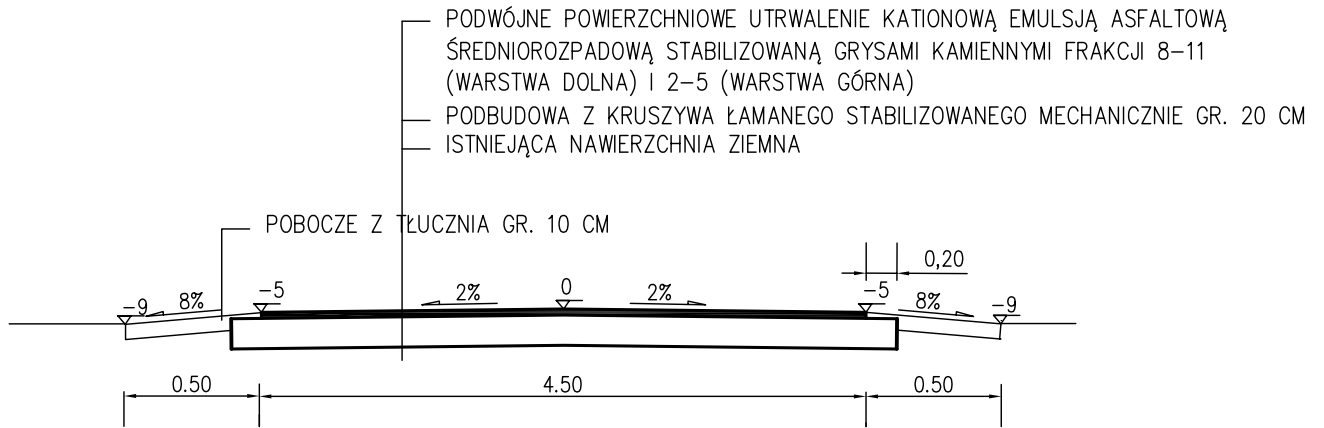 PODWÓJNE POWIERZCHNIOWE UTRWALENIE KATIONOWĄ EMULSJĄ ASFALTOWĄ
ŚREDNIOROZPADOWĄ STABILIZOWANĄ GRYSAMI KAMIENNYMI FRAKCJI 8-11
(WARSTWA DOLNA) I 2-5 (WARSTWA GÓRNA)
PODBUDOWA Z KRUSZYWA ŁAMANEGO STABILIZOWANEGO MECHANICZNIE GR. 20 CM
ISTNIEJĄCA NAWIERZCHNIA ZIEMNA
POBOCZE Z TŁUCZNIA GR. 10 CM
0,20
-9 8% -5 2% 0 2% -5 8% -9
0.50 4.50 0.50